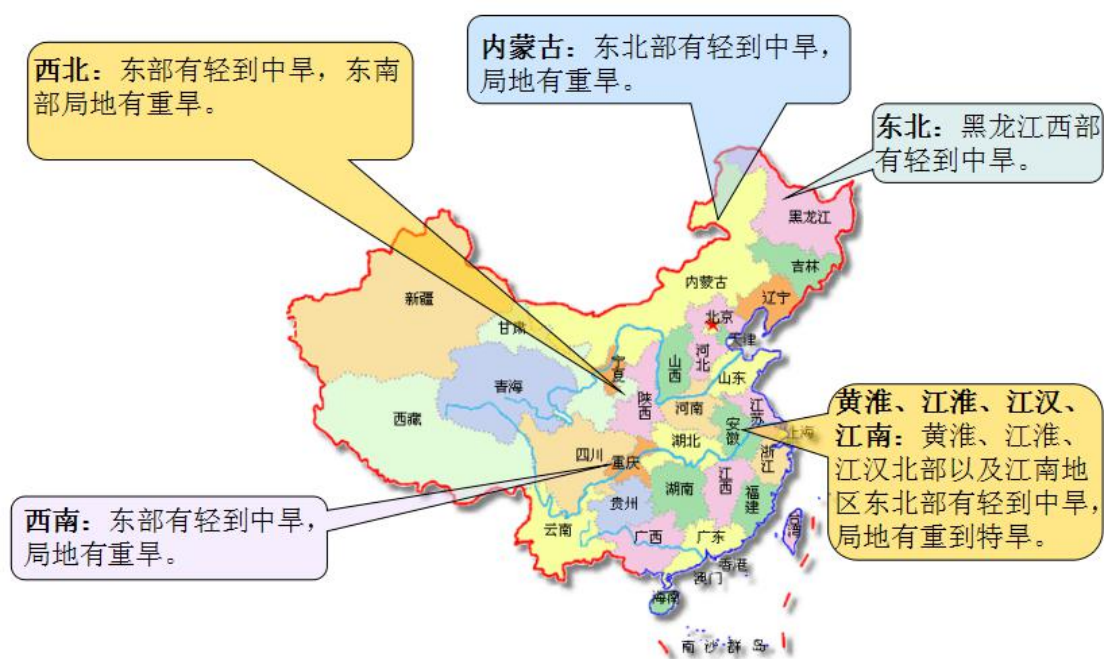 内蒙古：东北部有轻到中旱，
局地有重旱。
西北：东部有轻到中旱，东南
部局地有重旱。
东北：黑龙江西部
有轻到中旱。
黑龙江
吉林
辽宁
内蒙古
新疆
甘肃
北京
天津
河北
山西
宁夏
青海
山东
陕西
河南
江苏
西藏
安徽
上海
黄淮、江淮、江汉、
江南：黄淮、江淮、
江汉北部以及江南地
区东北部有轻到中旱，
局地有重到特旱。
湖北
四川
重庆
浙江
湖南
江西
贵州
福建
西南：东部有轻到中旱，
局地有重旱。
云南
广西
广东
台湾
香港
澳门
海南
南沙群岛